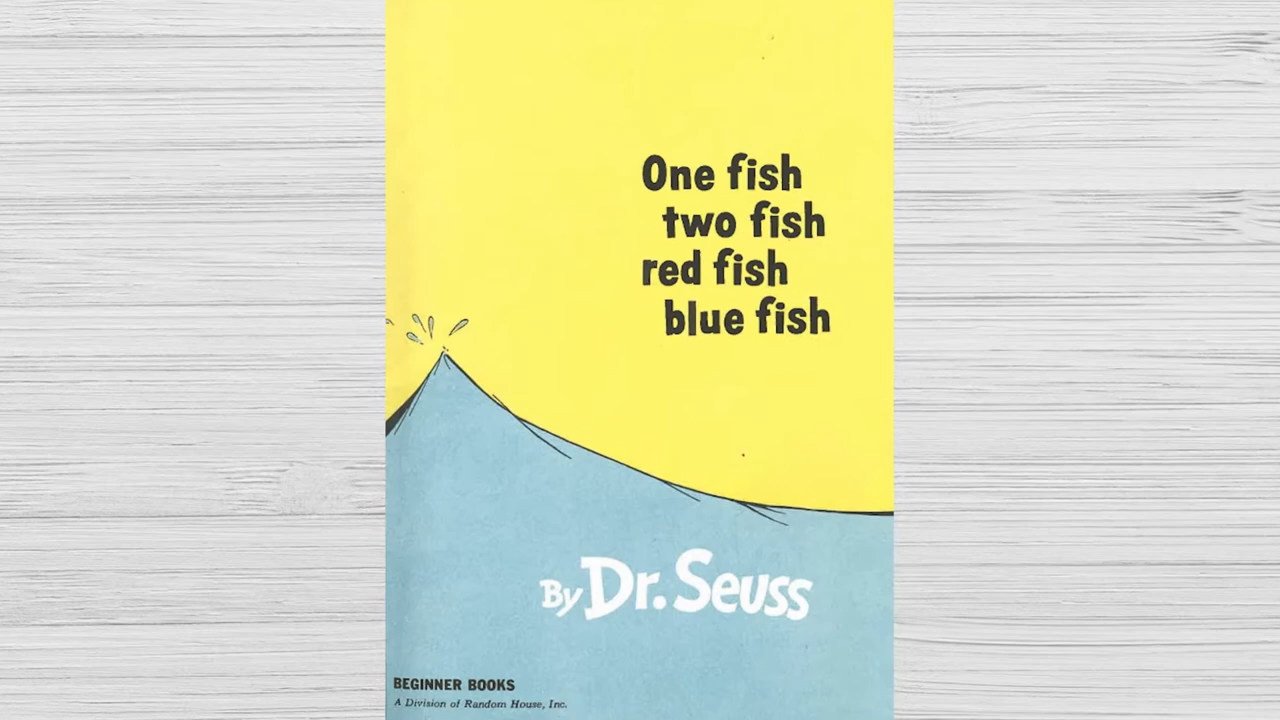 One fish
two fish
red fish
blue fish
By Dr. Seuss
BEGINNER BOOKS
A Division of Random House, Inc.